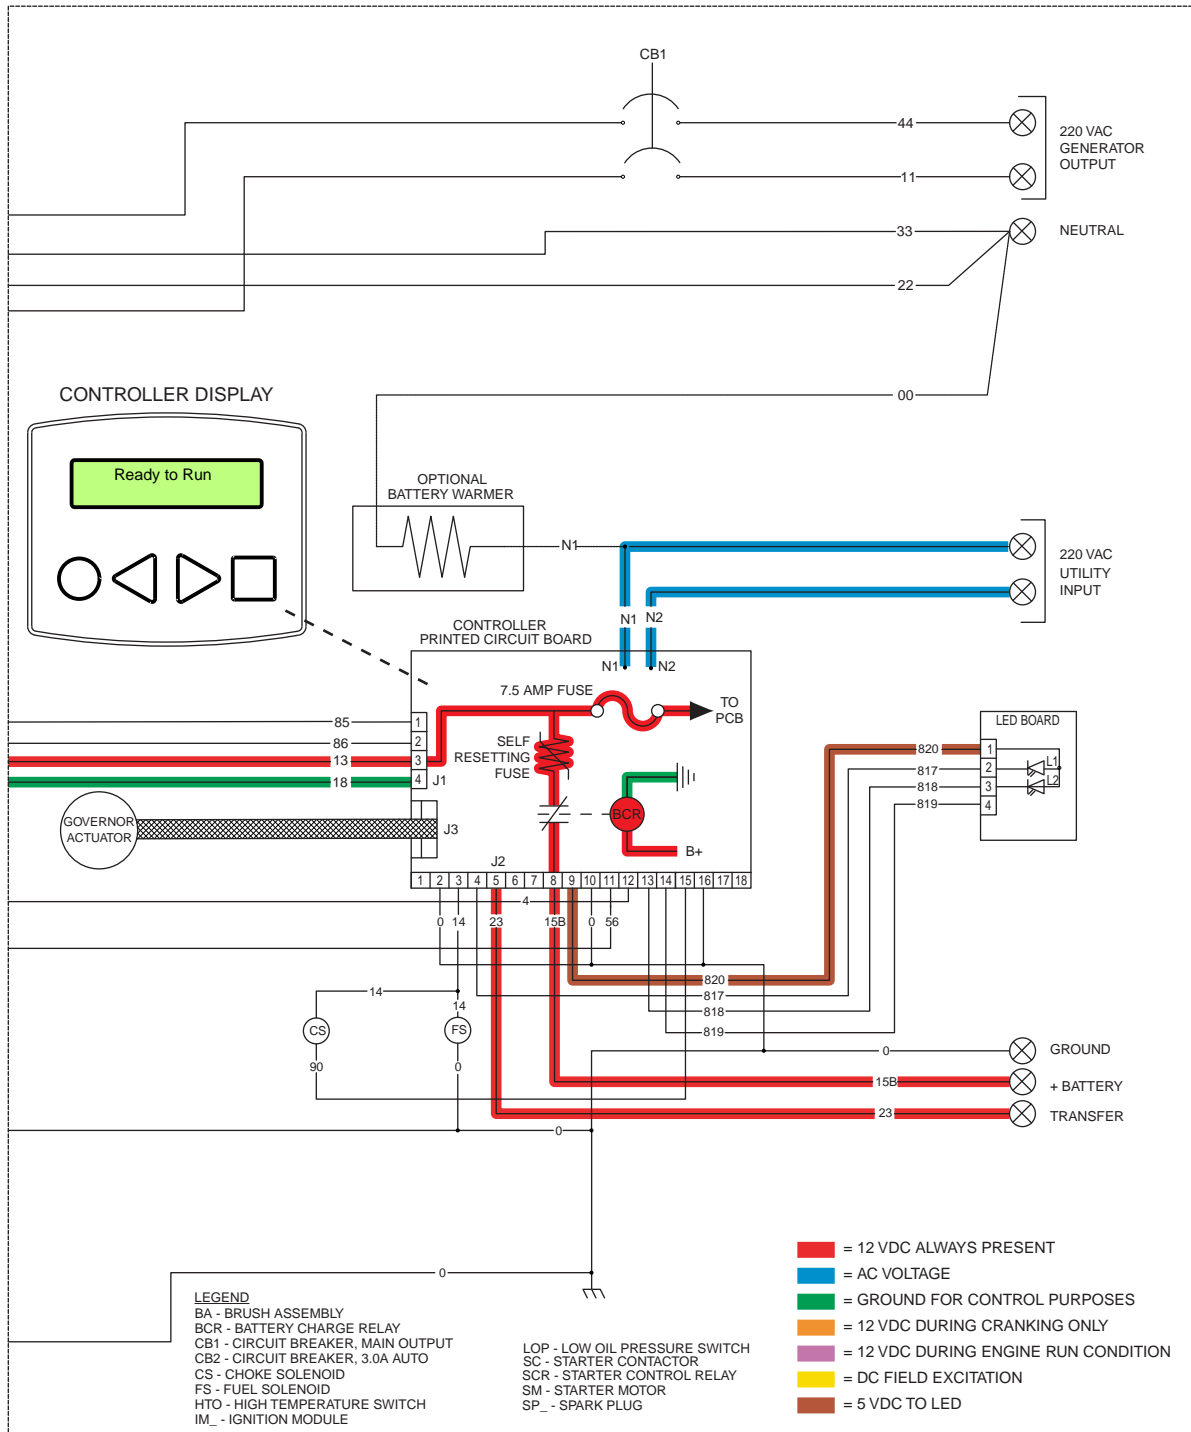 CB1
44
220 VAC
GENERATOR
OUTPUT
11
33
NEUTRAL
22
CONTROLLER DISPLAY
00
Ready to Run
OPTIONAL
BATTERY WARMER
N1
220 VAC
UTILITY
INPUT
N1 N2
CONTROLLER
PRINTED CIRCUIT BOARD
N1 N2
7.5 AMP FUSE
TO
PCB
85 1
86 2
13 3
18 4 J1
SELF
RESETTING
FUSE
LED BOARD
820 1
817 2 L1
818 3 L2
819 4
GOVERNOR
ACTUATOR
J3
BCR
B+
J2
1 2 3 4 5 6 7 8 9 10 11 12 13 14 15 16 17 18
4
0 14 23 15B 0 56
820
14
817
14
818
CS FS
819
0 GROUND
90 0
15B + BATTERY
23 TRANSFER
0
0
= 12 VDC ALWAYS PRESENT
= AC VOLTAGE
= GROUND FOR CONTROL PURPOSES
= 12 VDC DURING CRANKING ONLY
= 12 VDC DURING ENGINE RUN CONDITION
= DC FIELD EXCITATION
= 5 VDC TO LED
LEGEND
BA - BRUSH ASSEMBLY
BCR - BATTERY CHARGE RELAY
CB1 - CIRCUIT BREAKER, MAIN OUTPUT
CB2 - CIRCUIT BREAKER, 3.0A AUTO
CS - CHOKE SOLENOID
FS - FUEL SOLENOID
HTO - HIGH TEMPERATURE SWITCH
IM_ - IGNITION MODULE
LOP - LOW OIL PRESSURE SWITCH
SC - STARTER CONTACTOR
SCR - STARTER CONTROL RELAY
SM - STARTER MOTOR
SP_ - SPARK PLUG